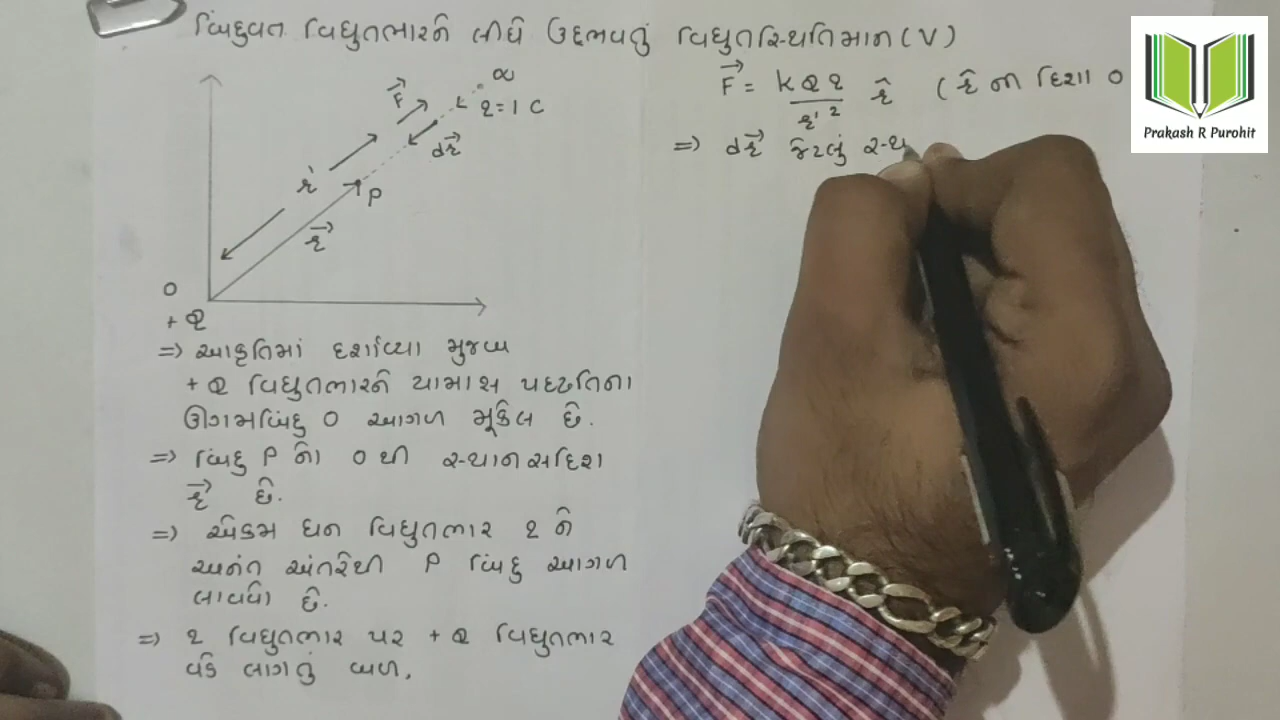 બિંદુવત વિદ્યુતભારને લીધે ઉદ્દભવતું વિદ્યુતસ્થિતિમાન (V)
∞
F⃗
q = 1 C
dr⃗
r'
P
r⃗
O
+Q
⇒ આકૃતિમાં દર્શાવ્યા મુજબ
+Q વિદ્યુતભારને યામાક્ષ પદ્ધતિના
ઊગમબિંદુ O આગળ મૂકેલ છે.
⇒ બિંદુ P નો O થી સ્થાનસદિશ
r⃗ છે.
⇒ એકમ ધન વિદ્યુતભાર q ને
અનંત અંતરેથી P બિંદુ આગળ
લાવવો છે.
⇒ q વિદ્યુતભાર પર +Q વિદ્યુતભાર
વડે લાગતું બળ,
F⃗ = kQq / r'² r̂ (r̂ ની દિશા O
⇒ dr⃗ જેટલું સ્થ
Prakash R Purohit